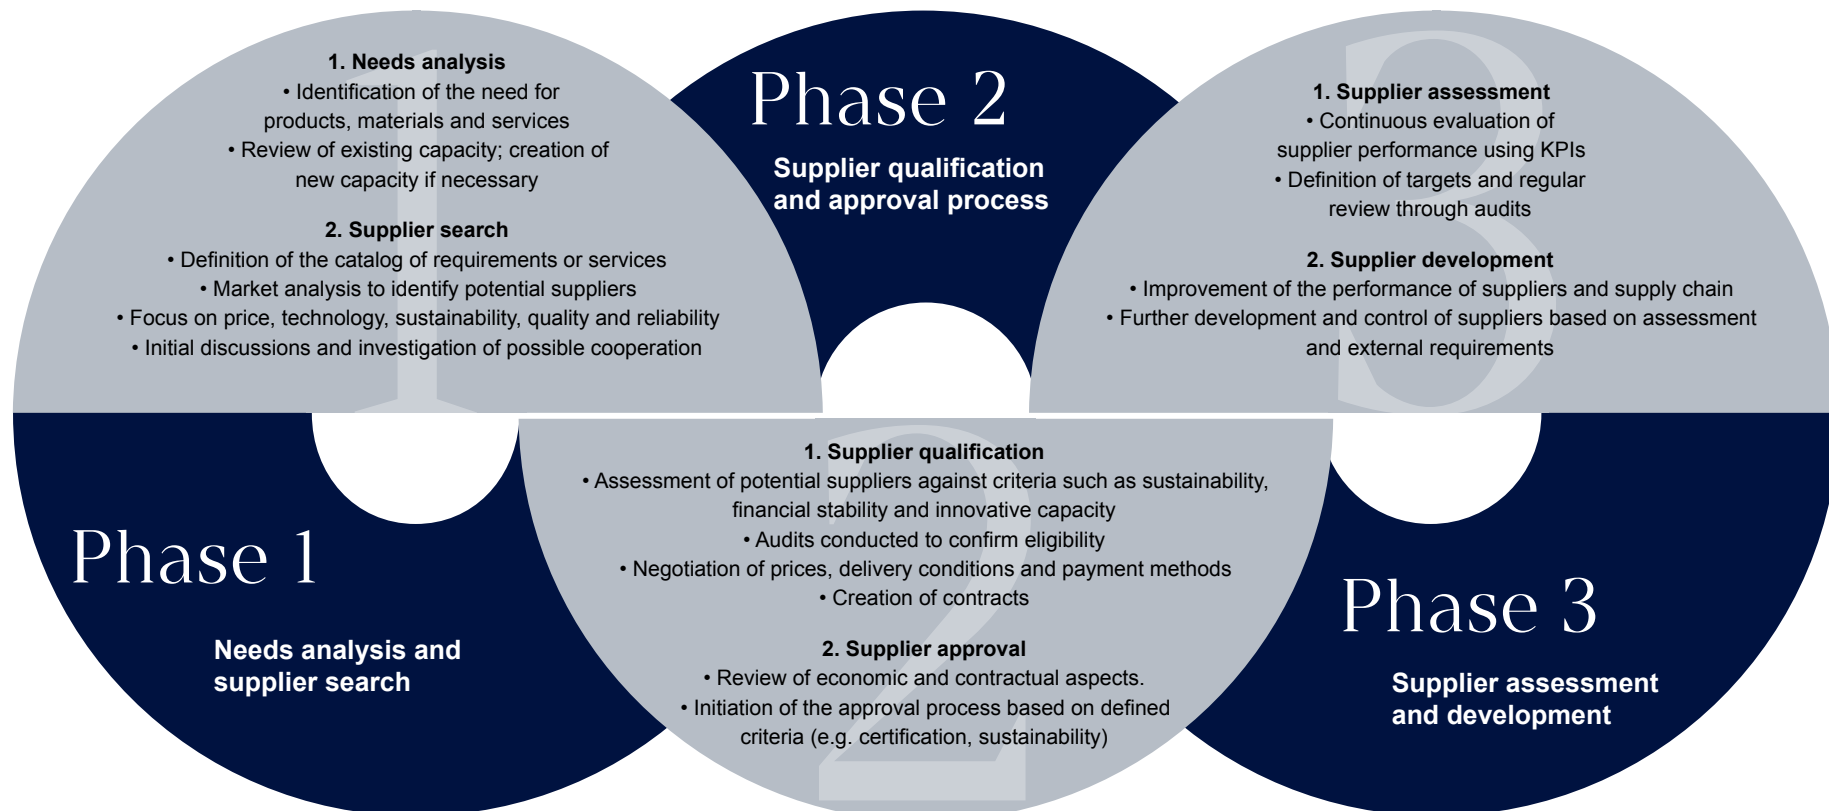 1
1. Needs analysis
• Identification of the need for
products, materials and services
• Review of existing capacity; creation of
new capacity if necessary
2. Supplier search
• Definition of the catalog of requirements or services
• Market analysis to identify potential suppliers
• Focus on price, technology, sustainability, quality and reliability
• Initial discussions and investigation of possible cooperation
Phase 1
Needs analysis and
supplier search
Phase 2
Supplier qualification
and approval process
2
1. Supplier qualification
• Assessment of potential suppliers against criteria such as sustainability,
financial stability and innovative capacity
• Audits conducted to confirm eligibility
• Negotiation of prices, delivery conditions and payment methods
• Creation of contracts
2. Supplier approval
• Review of economic and contractual aspects.
• Initiation of the approval process based on defined
criteria (e.g. certification, sustainability)
3
1. Supplier assessment
• Continuous evaluation of
supplier performance using KPIs
• Definition of targets and regular
review through audits
2. Supplier development
• Improvement of the performance of suppliers and supply chain
• Further development and control of suppliers based on assessment
and external requirements
Phase 3
Supplier assessment
and development